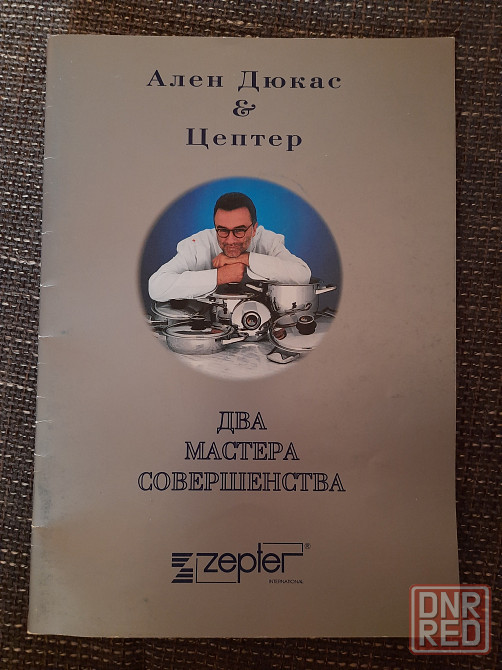 Ален Дюкас
&
Цептер
ДВА
МАСТЕРА
СОВЕРШЕНСТВА
zepter®
INTERNATIONAL
DNR
RED